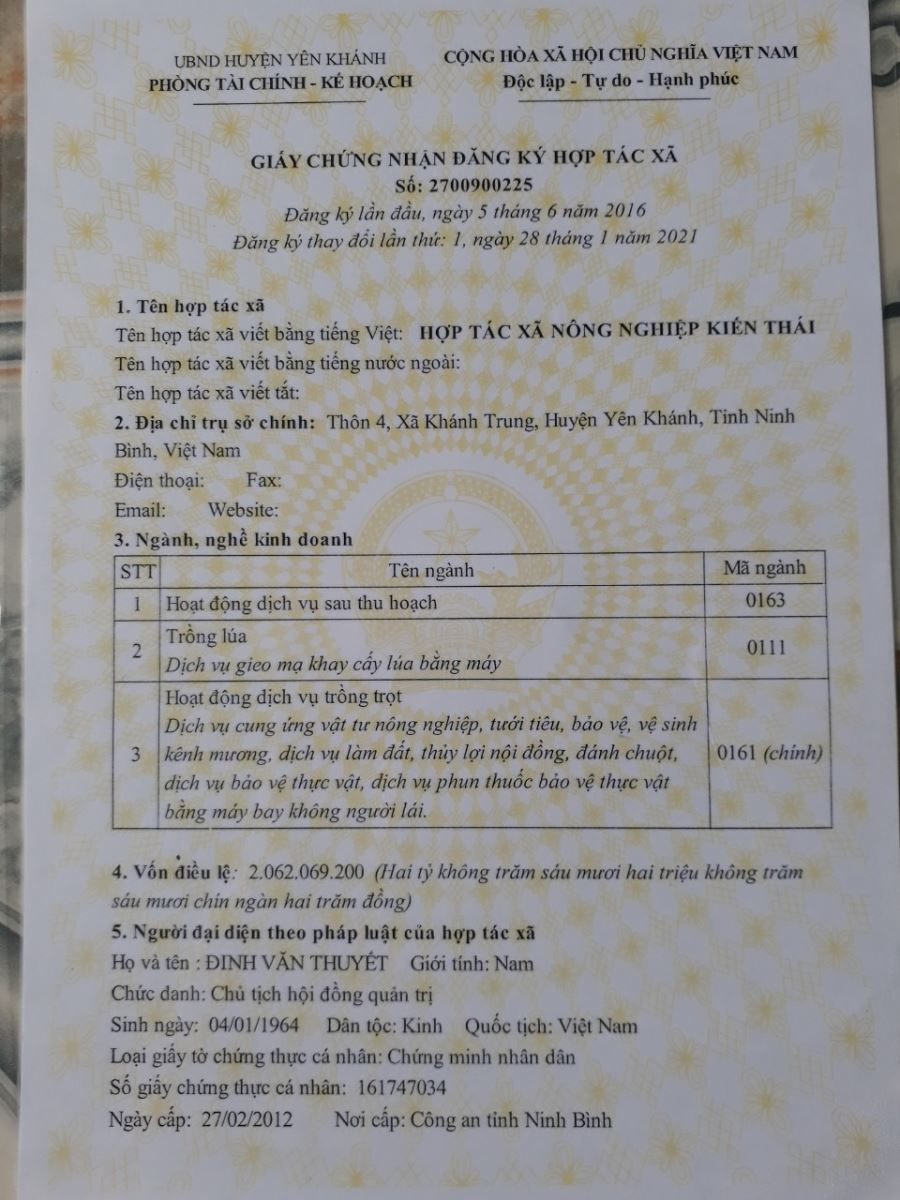 UBND HUYỆN YÊN KHÁNH
PHÒNG TÀI CHÍNH - KẾ HOẠCH
CỘNG HÒA XÃ HỘI CHỦ NGHĨA VIỆT NAM
Độc lập - Tự do - Hạnh phúc
GIẤY CHỨNG NHẬN ĐĂNG KÝ HỢP TÁC XÃ
Số: 2700900225
Đăng ký lần đầu, ngày 5 tháng 6 năm 2016
Đăng ký thay đổi lần thứ: 1, ngày 28 tháng 1 năm 2021
1. Tên hợp tác xã
Tên hợp tác xã viết bằng tiếng Việt: HỢP TÁC XÃ NÔNG NGHIỆP KIẾN THÁI
Tên hợp tác xã viết bằng tiếng nước ngoài:
Tên hợp tác xã viết tắt:
2. Địa chỉ trụ sở chính: Thôn 4, Xã Khánh Trung, Huyện Yên Khánh, Tỉnh Ninh
Bình, Việt Nam
Điện thoại: Fax:
Email: Website:
3. Ngành, nghề kinh doanh
STT Tên ngành Mã ngành
1 Hoạt động dịch vụ sau thu hoạch 0163
2 Trồng lúa 0111
Dịch vụ gieo mạ khay cấy lúa bằng máy
Hoạt động dịch vụ trồng trọt
Dịch vụ cung ứng vật tư nông nghiệp, tưới tiêu, bảo vệ, vệ sinh
3 kênh mương, dịch vụ làm đất, thủy lợi nội đồng, đánh chuột, 0161 (chính)
dịch vụ bảo vệ thực vật, dịch vụ phun thuốc bảo vệ thực vật
bằng máy bay không người lái.
4. Vốn điều lệ: 2.062.069.200 (Hai tỷ không trăm sáu mươi hai triệu không trăm
sáu mươi chín ngàn hai trăm đồng)
5. Người đại diện theo pháp luật của hợp tác xã
Họ và tên : ĐINH VĂN THUYẾT Giới tính: Nam
Chức danh: Chủ tịch hội đồng quản trị
Sinh ngày: 04/01/1964 Dân tộc: Kinh Quốc tịch: Việt Nam
Loại giấy tờ chứng thực cá nhân: Chứng minh nhân dân
Số giấy chứng thực cá nhân: 161747034
Ngày cấp: 27/02/2012 Nơi cấp: Công an tỉnh Ninh Bình